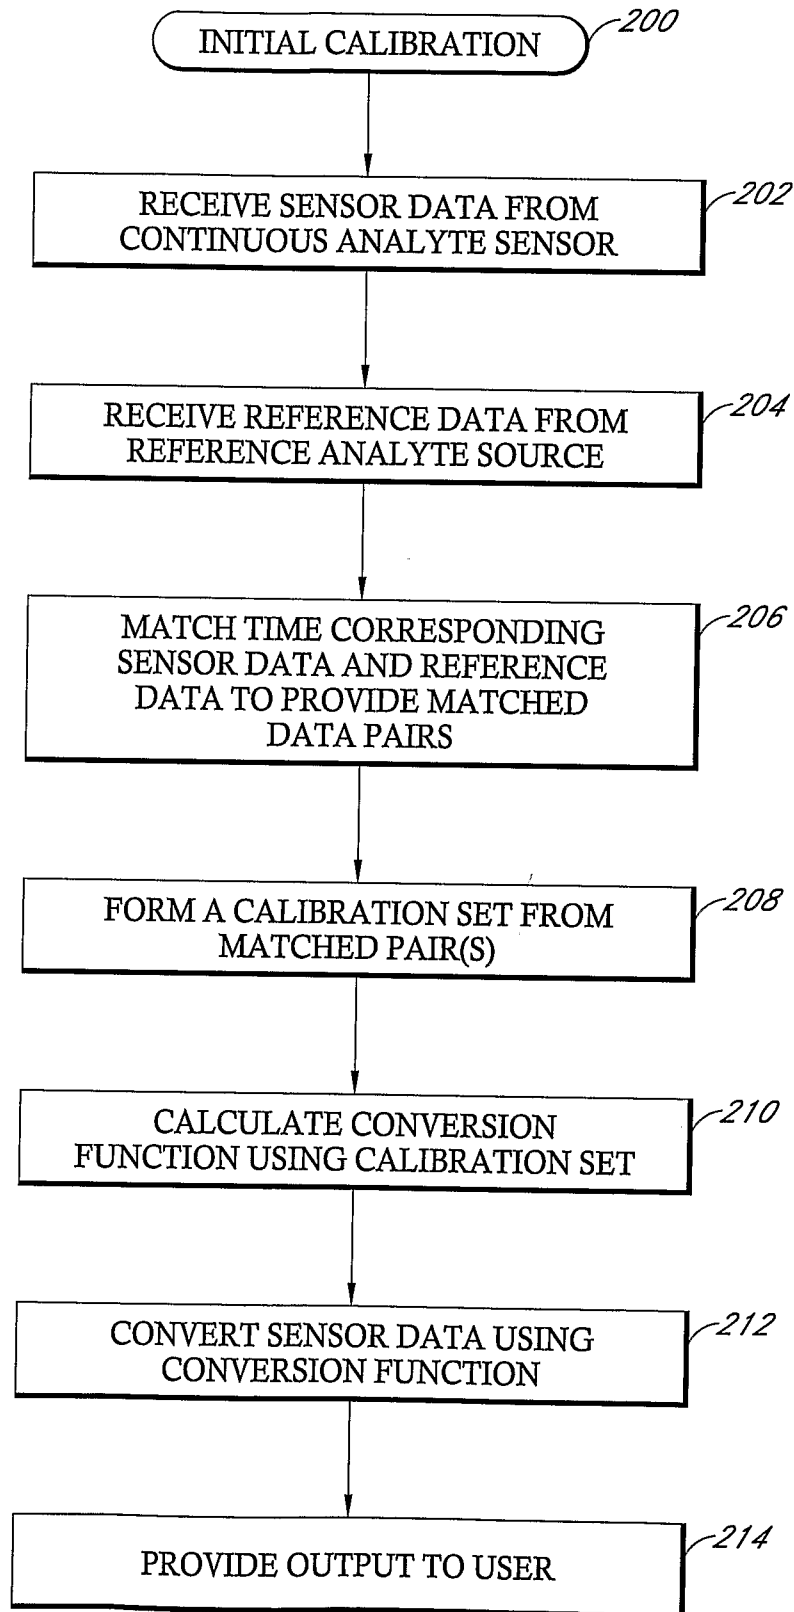 INITIAL CALIBRATION
200
RECEIVE SENSOR DATA FROM
CONTINUOUS ANALYTE SENSOR
202
RECEIVE REFERENCE DATA FROM
REFERENCE ANALYTE SOURCE
204
MATCH TIME CORRESPONDING
SENSOR DATA AND REFERENCE
DATA TO PROVIDE MATCHED
DATA PAIRS
206
FORM A CALIBRATION SET FROM
MATCHED PAIR(S)
208
CALCULATE CONVERSION
FUNCTION USING CALIBRATION SET
210
CONVERT SENSOR DATA USING
CONVERSION FUNCTION
212
PROVIDE OUTPUT TO USER
214